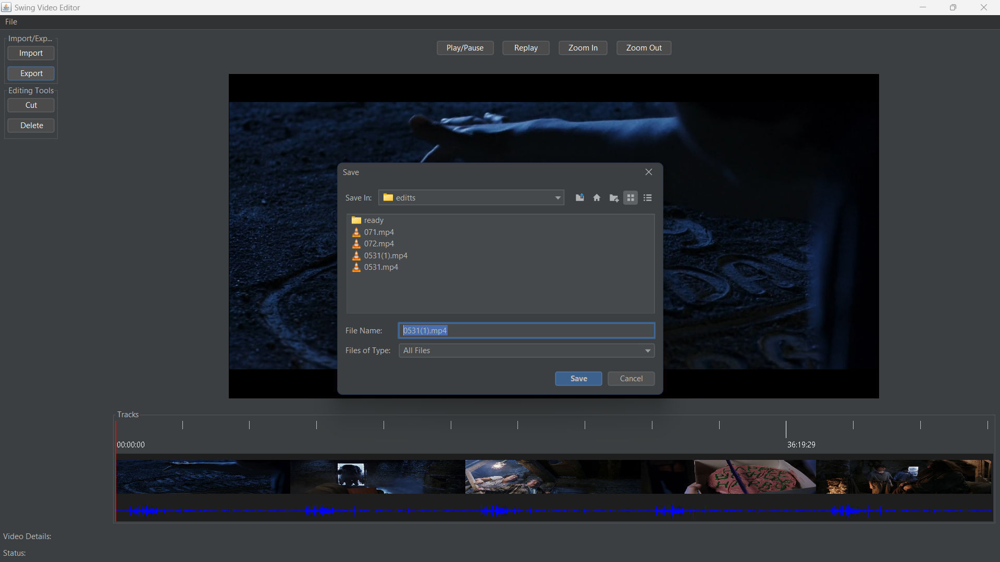 Swing Video Editor
File
Import/Exp...
Import
Export
Editing Tools
Cut
Delete
Play/Pause
Replay
Zoom In
Zoom Out
Save
Save In:
editts
ready
071.mp4
072.mp4
0531(1).mp4
0531.mp4
File Name:
0531(1).mp4
Files of Type:
All Files
Save
Cancel
Tracks
00:00:00
36:19:29
Video Details:
Status: